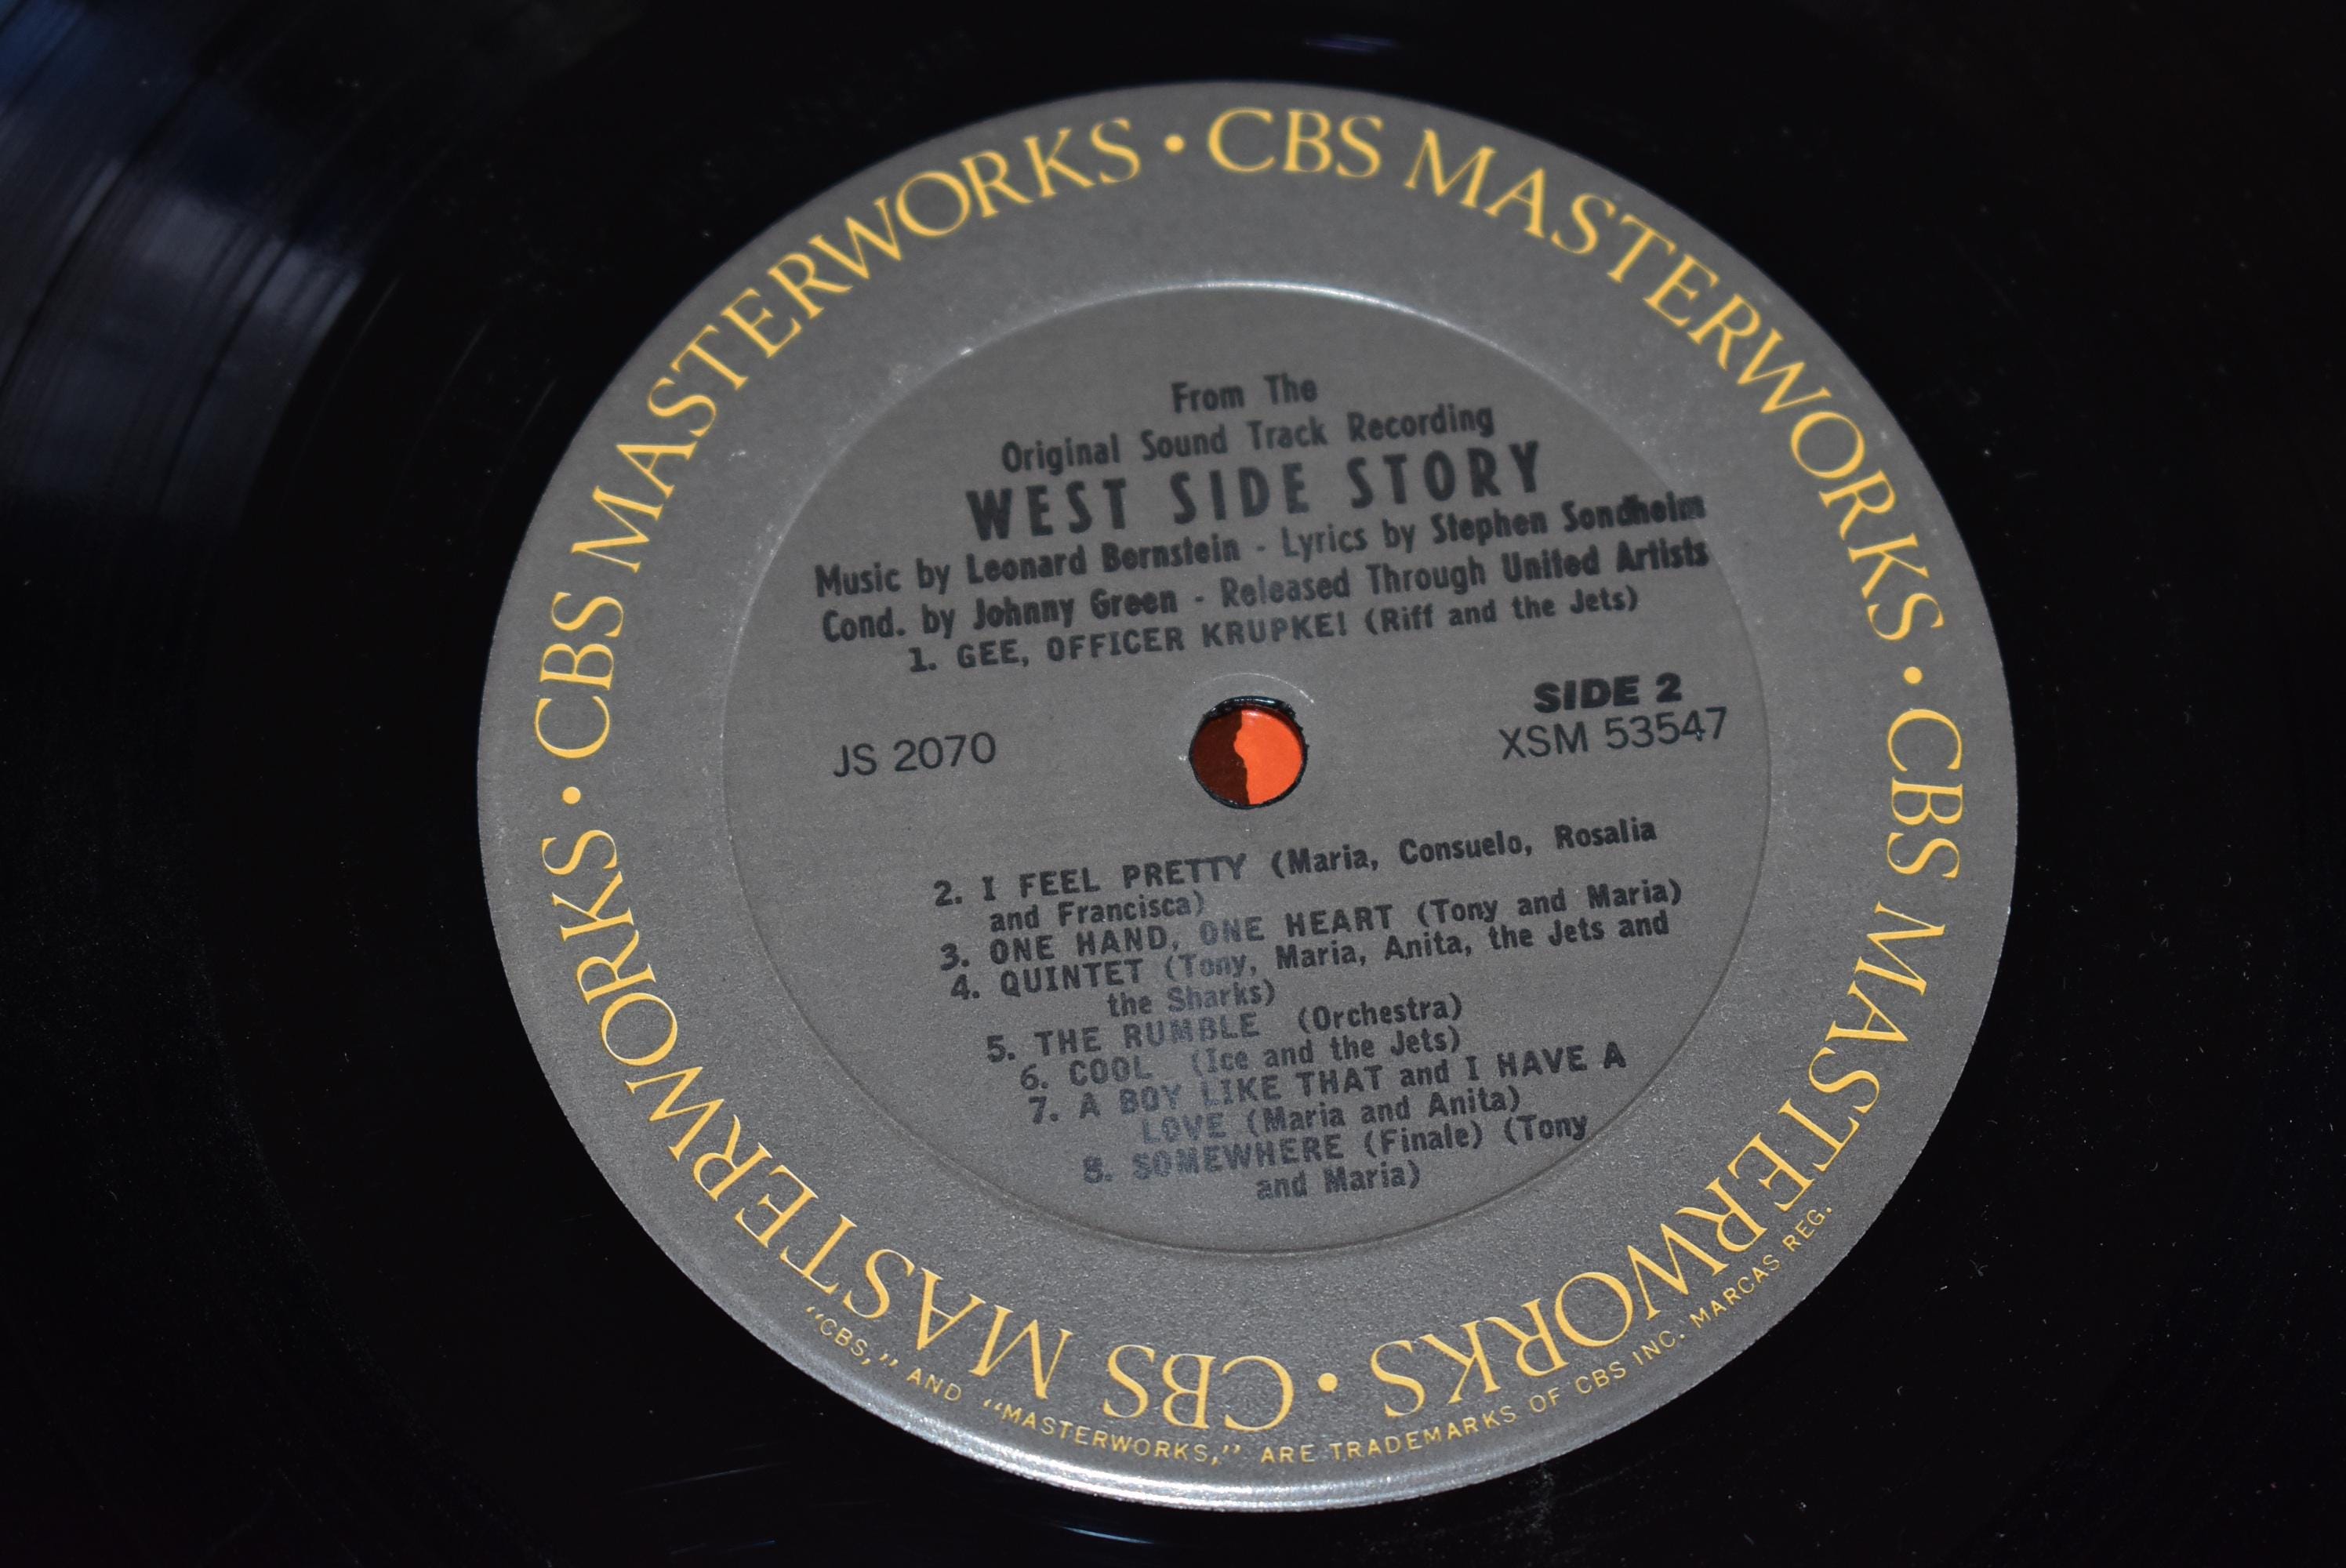 CBS MASTERWORKS • CBS MASTERWORKS • CBS MASTERWORKS • CBS MASTERWORKS •
From The
Original Sound Track Recording
WEST SIDE STORY
Music by Leonard Bernstein - Lyrics by Stephen Sondheim
Cond. by Johnny Green - Released Through United Artists
1. GEE, OFFICER KRUPKE! (Riff and the Jets)
SIDE 2
JS 2070
XSM 53547
2. I FEEL PRETTY (Maria, Consuelo, Rosalia
and Francisca)
3. ONE HAND, ONE HEART (Tony and Maria)
4. QUINTET (Tony, Maria, Anita, the Jets and
the Sharks)
5. THE RUMBLE (Orchestra)
6. COOL (Ice and the Jets)
7. A BOY LIKE THAT and I HAVE A
LOVE (Maria and Anita)
8. SOMEWHERE (Finale) (Tony
and Maria)
“CBS,” AND “MASTERWORKS,” ARE TRADEMARKS OF CBS INC. MARCAS REG.